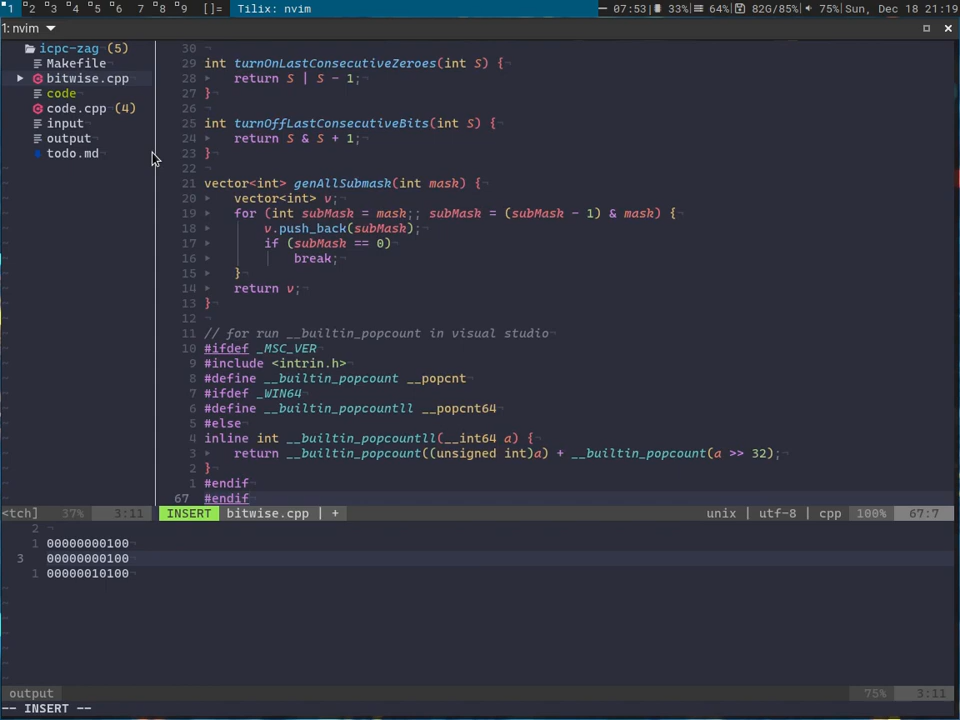 1 2 3 4 5 6 7 8 9 []= Tilix: nvim 07:53 33% 64% 82G/85% 75% Sun, Dec 18 21:19
1: nvim
icpc-zag (5)
Makefile
bitwise.cpp
code
code.cpp (4)
input
output
todo.md
30
29 int turnOnLastConsecutiveZeroes(int S) {
28 return S | S - 1;
27 }
26
25 int turnOffLastConsecutiveBits(int S) {
24 return S & S + 1;
23 }
22
21 vector<int> genAllSubmask(int mask) {
20 vector<int> v;
19 for (int subMask = mask;; subMask = (subMask - 1) & mask) {
18 v.push_back(subMask);
17 if (subMask == 0)
16 break;
15 }
14 return v;
13 }
12
11 // for run __builtin_popcount in visual studio
10 #ifdef _MSC_VER
9 #include <intrin.h>
8 #define __builtin_popcount __popcnt
7 #ifdef _WIN64
6 #define __builtin_popcountll __popcnt64
5 #else
4 inline int __builtin_popcountll(__int64 a) {
3 return __builtin_popcount((unsigned int)a) + __builtin_popcount(a >> 32);
2 }
1 #endif
67 #endif
<tch] 37% 3:11 INSERT bitwise.cpp | + unix | utf-8 | cpp 100% 67:7
2
1 00000000100
3 00000000100
1 00000010100
output 75% 3:11
-- INSERT --